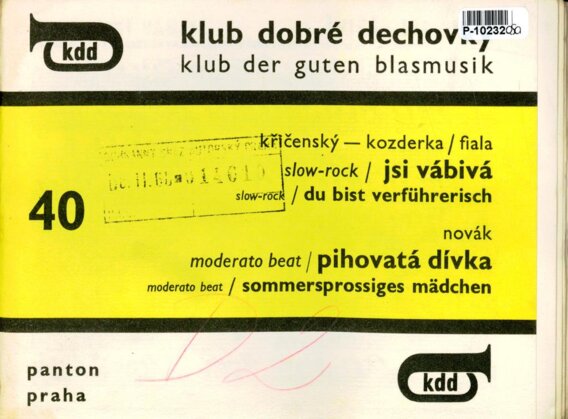 kdd
klub dobré dechovky
klub der guten blasmusik
křičenský — kozderka / fiala
slow-rock / jsi vábivá
slow-rock / du bist verführerisch
40
novák
moderato beat / pihovatá dívka
moderato beat / sommersprossiges mädchen
D2
panton
praha
kdd